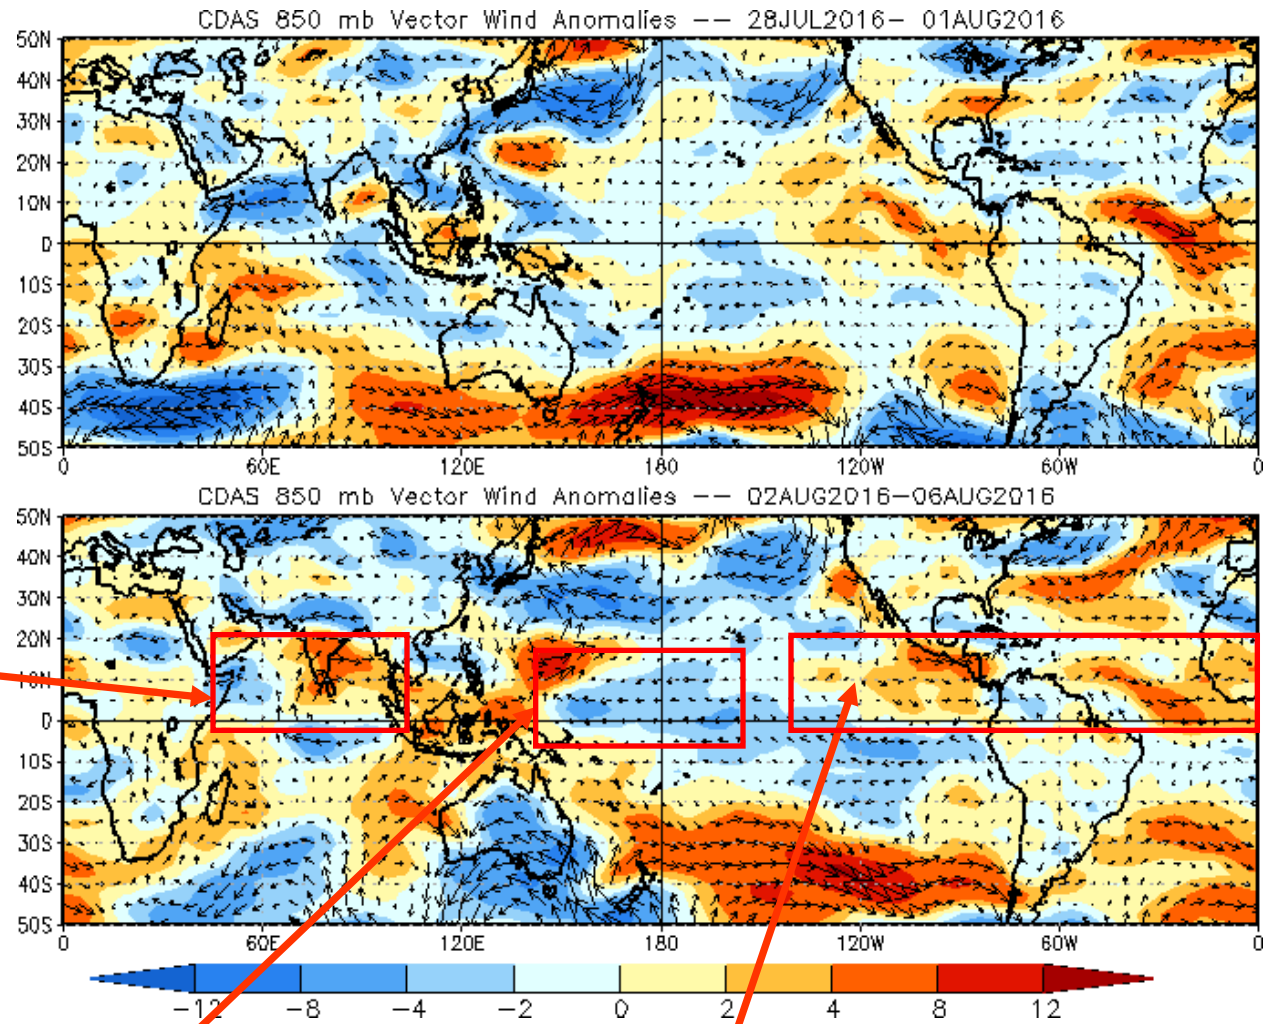 CDAS 850 mb Vector Wind Anomalies -- 28JUL2016- 01AUG2016
50N
40N
30N
20N
10N
0
10S
20S
30S
40S
50S
0 60E 120E 180 120W 60W 0
CDAS 850 mb Vector Wind Anomalies -- 02AUG2016-06AUG2016
50N
40N
30N
20N
10N
0
10S
20S
30S
40S
50S
0 60E 120E 180 120W 60W 0
-12 -8 -4 -2 0 2 4 8 12